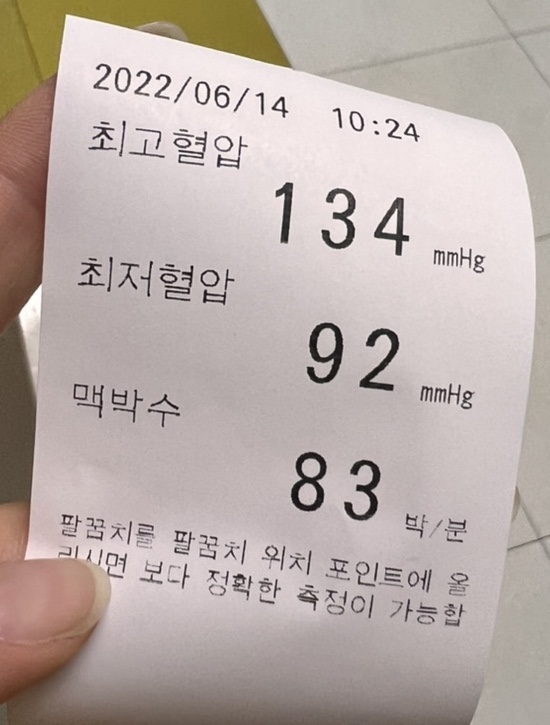 2022/06/14 10:24
최고혈압
134 mmHg
최저혈압
92 mmHg
맥박수
83 박/분
팔꿈치를 팔꿈치 위치 포인트에 올
리시면 보다 정확한 측정이 가능합